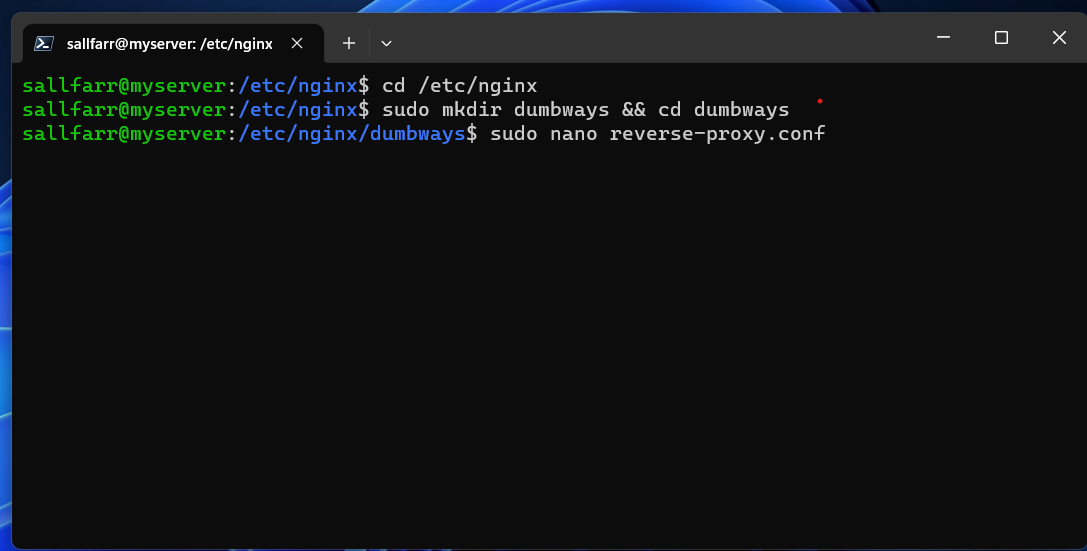 sallfarr@myserver: /etc/nginx
sallfarr@myserver:/etc/nginx$ cd /etc/nginx
sallfarr@myserver:/etc/nginx$ sudo mkdir dumbways && cd dumbways
sallfarr@myserver:/etc/nginx/dumbways$ sudo nano reverse-proxy.conf